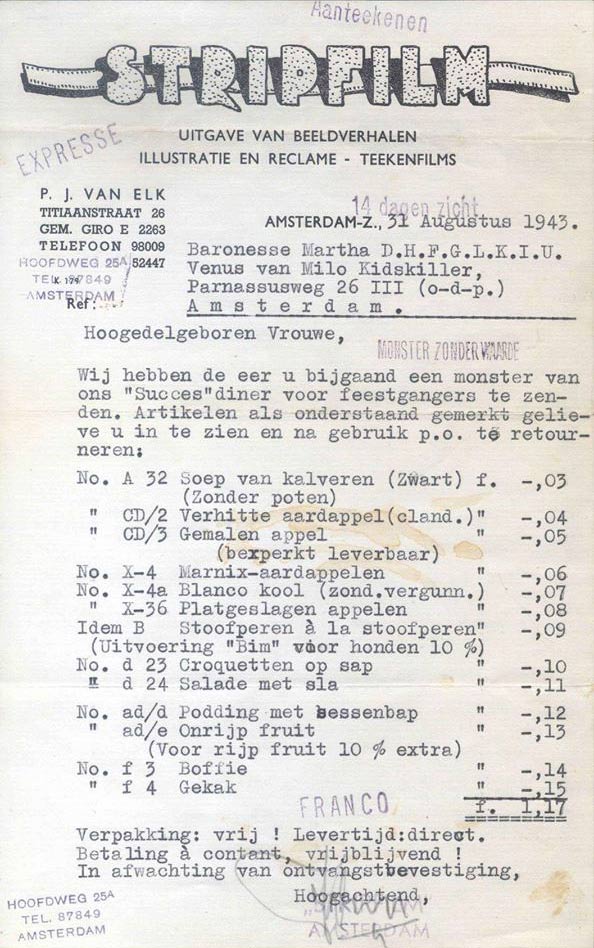 Aanteekenen
STRIPFILM
UITGAVE VAN BEELDVERHALEN
ILLUSTRATIE EN RECLAME - TEEKENFILMS
EXPRESSE
P. J. VAN ELK
TITIAANSTRAAT 26
GEM. GIRO E 2263
TELEFOON 98009
52447
HOOFDWEG 25A
TEL. 87849
AMSTERDAM
Ref:
14 dagen zicht
AMSTERDAM-Z., 31 Augustus 1943.
Baronesse Martha D.H.F.G.L.K.I.U.
Venus van Milo Kidskiller,
Parnassusweg 26 III (o-d-p.)
Amsterdam.
Hoogedelgeboren Vrouwe,
MONSTER ZONDER WAARDE
Wij hebben de eer u bijgaand een monster van
ons "Succes"diner voor feestgangers te zen-
den. Artikelen als onderstaand gemerkt gelie-
ve u in te zien en na gebruik p.o. te retour-
neren;
No. A 32 Soep van kalveren (Zwart) f. -,03
(Zonder poten)
" CD/2 Verhitte aardappel(cland.)" -,04
" CD/3 Gemalen appel " -,05
(beperkt leverbaar)
No. X-4 Marnix-aardappelen " -,06
No. X-4a Blanco kool (zond.vergunn.) " -,07
" X-36 Platgeslagen appelen " -,08
Idem B Stoofperen à la stoofperen" -,09
(Uitvoering "Bim" voor honden 10 %)
No. d 23 Croquetten op sap " -,10
" d 24 Salade met sla " -,11
No. ad/d Podding met bessenbap " -,12
" ad/e Onrijp fruit " -,13
(Voor rijp fruit 10 % extra)
No. f 3 Boffie " -,14
" f 4 Gekak " -,15
f. 1,17
FRANCO
Verpakking: vrij ! Levertijd:direct.
Betaling à contant, vrijblijvend !
In afwachting van ontvangstbevestiging,
Hoogachtend,
AMSTERDAM
HOOFDWEG 25A
TEL. 87849
AMSTERDAM